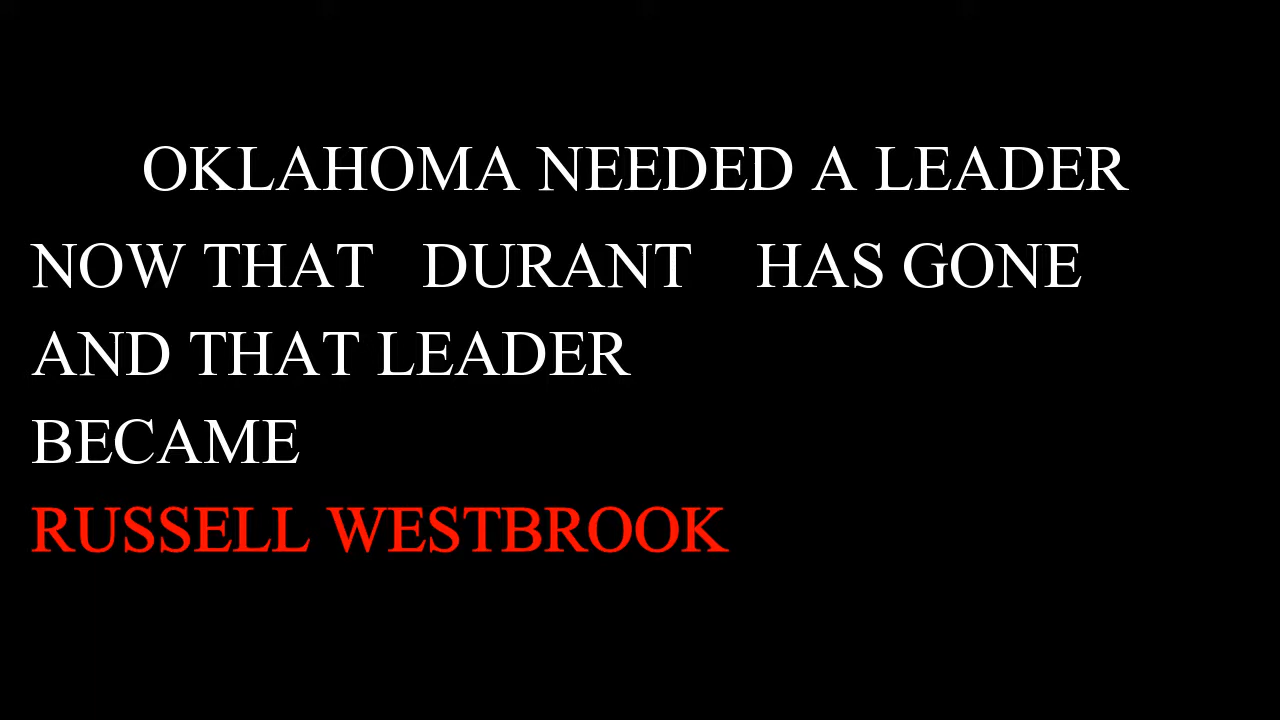 OKLAHOMA NEEDED A LEADER
NOW THAT DURANT HAS GONE
AND THAT LEADER
BECAME
RUSSELL WESTBROOK